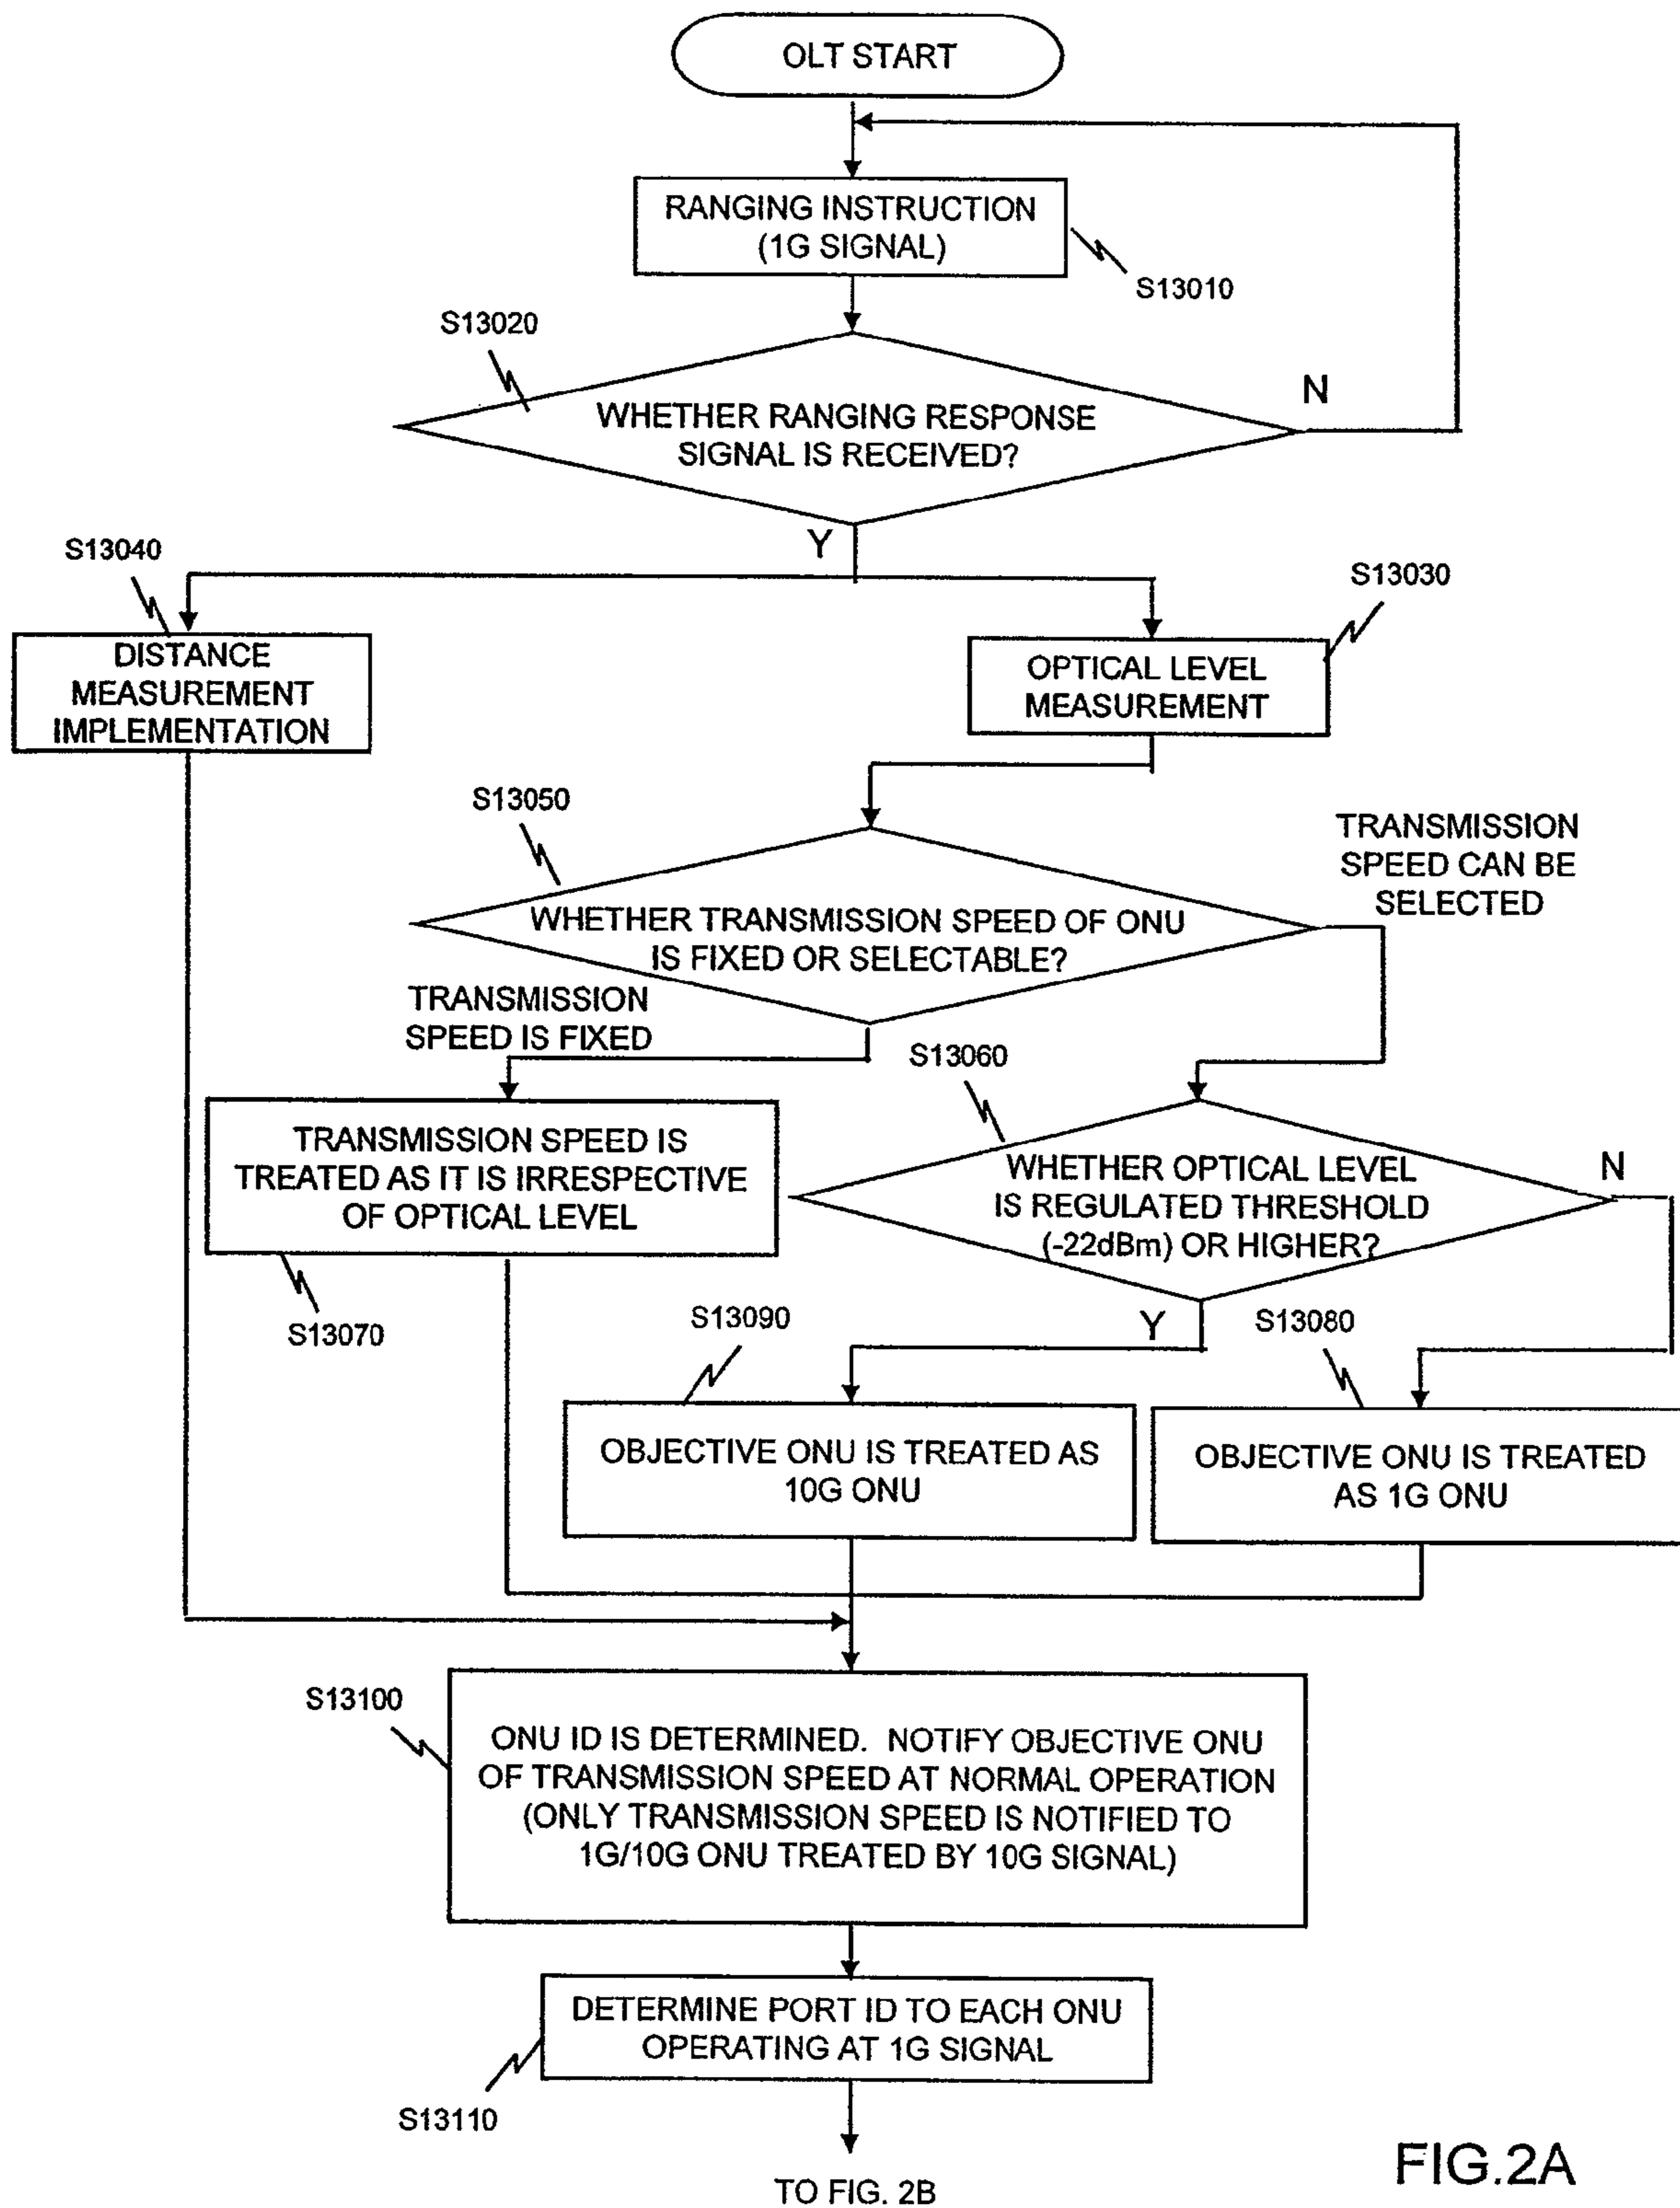 OLT START
RANGING INSTRUCTION
(1G SIGNAL)
S13010
S13020
WHETHER RANGING RESPONSE
SIGNAL IS RECEIVED?
N
Y
S13040
S13030
DISTANCE
MEASUREMENT
IMPLEMENTATION
OPTICAL LEVEL
MEASUREMENT
S13050
TRANSMISSION
SPEED CAN BE
SELECTED
WHETHER TRANSMISSION SPEED OF ONU
IS FIXED OR SELECTABLE?
TRANSMISSION
SPEED IS FIXED
S13060
TRANSMISSION SPEED IS
TREATED AS IT IS IRRESPECTIVE
OF OPTICAL LEVEL
S13070
WHETHER OPTICAL LEVEL
IS REGULATED THRESHOLD
(-22dBm) OR HIGHER?
N
Y
S13090
S13080
OBJECTIVE ONU IS TREATED AS
10G ONU
OBJECTIVE ONU IS TREATED
AS 1G ONU
S13100
ONU ID IS DETERMINED. NOTIFY OBJECTIVE ONU
OF TRANSMISSION SPEED AT NORMAL OPERATION
(ONLY TRANSMISSION SPEED IS NOTIFIED TO
1G/10G ONU TREATED BY 10G SIGNAL)
DETERMINE PORT ID TO EACH ONU
OPERATING AT 1G SIGNAL
S13110
TO FIG. 2B
FIG.2A